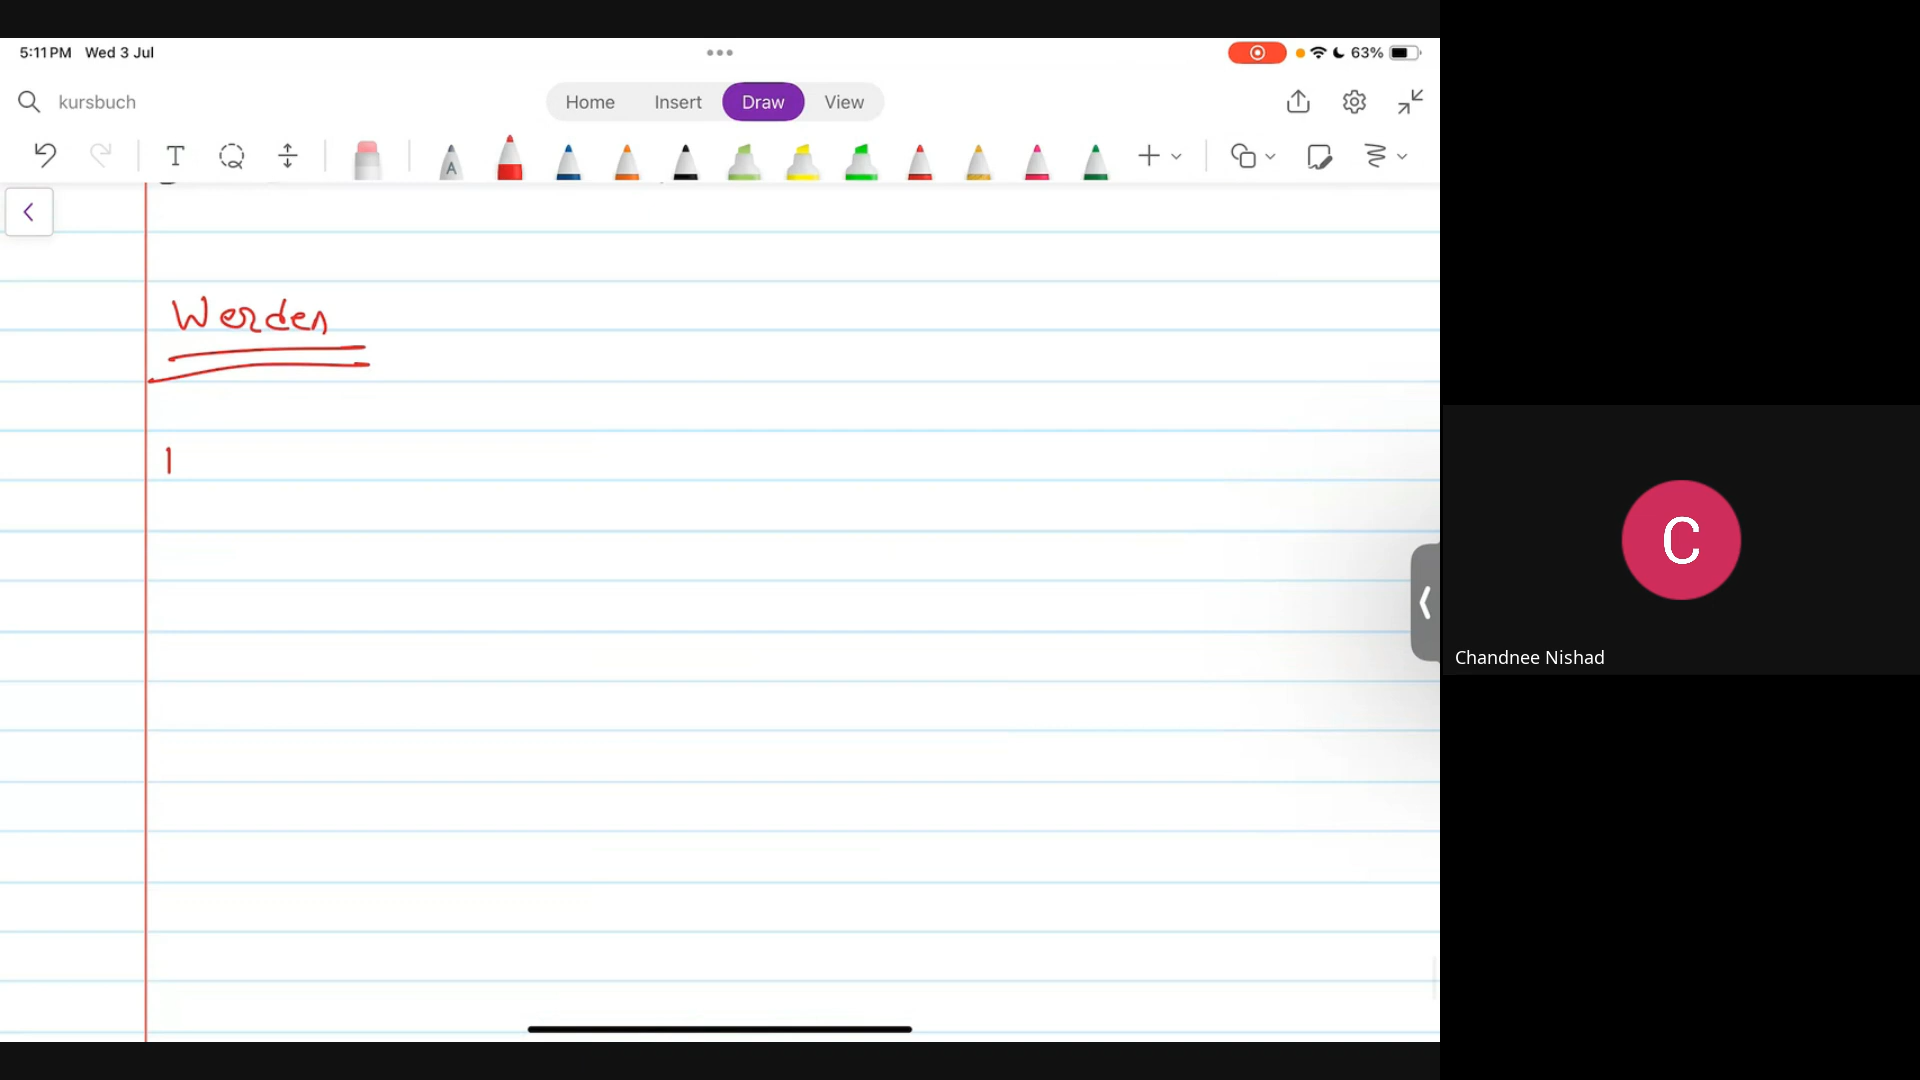 5:11 PM Wed 3 Jul 63%
kursbuch Home Insert Draw View
T A
Werden
1
C
Chandnee Nishad